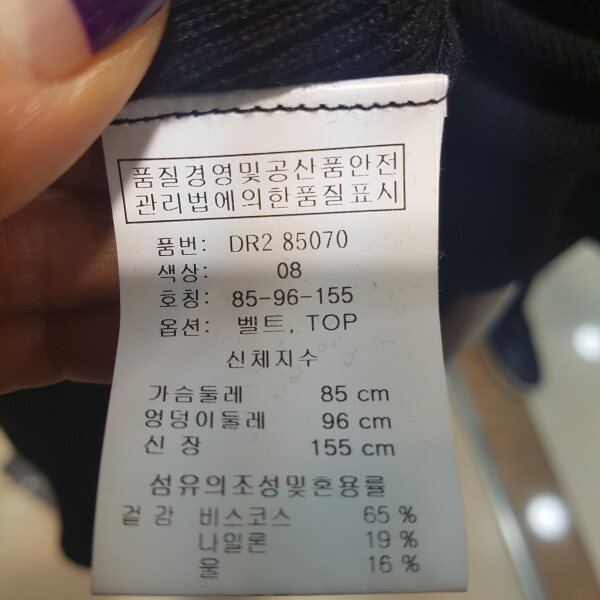 품질경영및공산품안전
관리법에의한품질표시
품번: DR2 85070
색상: 08
호칭: 85-96-155
옵션: 벨트, TOP
신체지수
가슴둘레 85 cm
엉덩이둘레 96 cm
신 장 155 cm
섬유의조성및혼용률
겉 감 비스코스 65 %
나일론 19 %
울 16 %